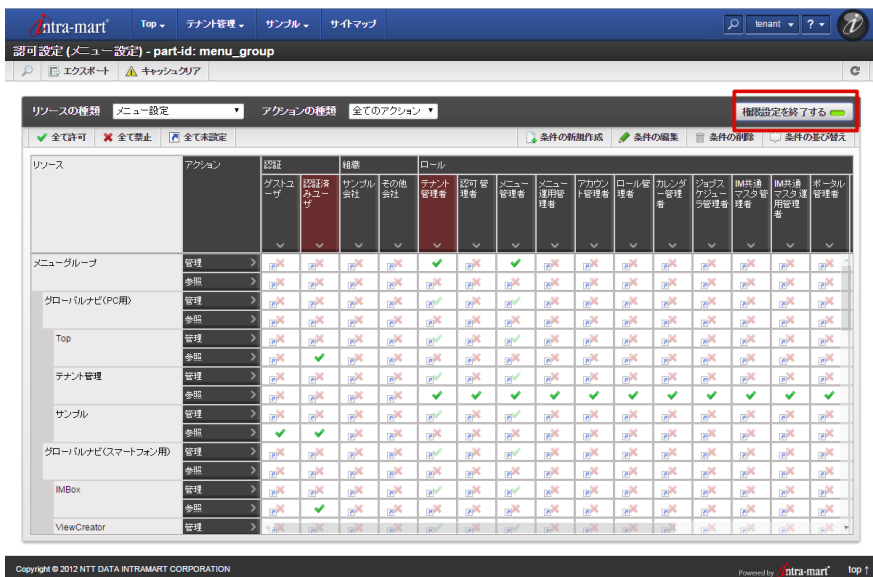 intra-mart Top テナント管理 サンプル サイトマップ tenant ?
認可設定 (メニュー設定) - part-id: menu_group
エクスポート キャッシュクリア
リソースの種類 メニュー設定 アクションの種類 全てのアクション 権限設定を終了する
全て許可 全て禁止 全て未設定 条件の新規作成 条件の編集 条件の削除 条件の並び替え
リソース アクション 認証 組織 ロール
ゲストユーザ 認証済みユーザ サンプル会社 その他会社 テナント管理者 認可管理者 メニュー管理者 メニュー運用管理者 アカウント管理者 ロール管理者 カレンダー管理者 ジョブスケジューラ管理者 IM共通マスタ管理者 IM共通マスタ運用管理者 ポータル管理者
メニューグループ 管理
参照
グローバルナビ(PC用) 管理
参照
Top 管理
参照
テナント管理 管理
参照
サンプル 管理
参照
グローバルナビ(スマートフォン用) 管理
参照
IMBox 管理
参照
ViewCreator 管理
Copyright © 2012 NTT DATA INTRAMART CORPORATION Powered by intra-mart top ↑